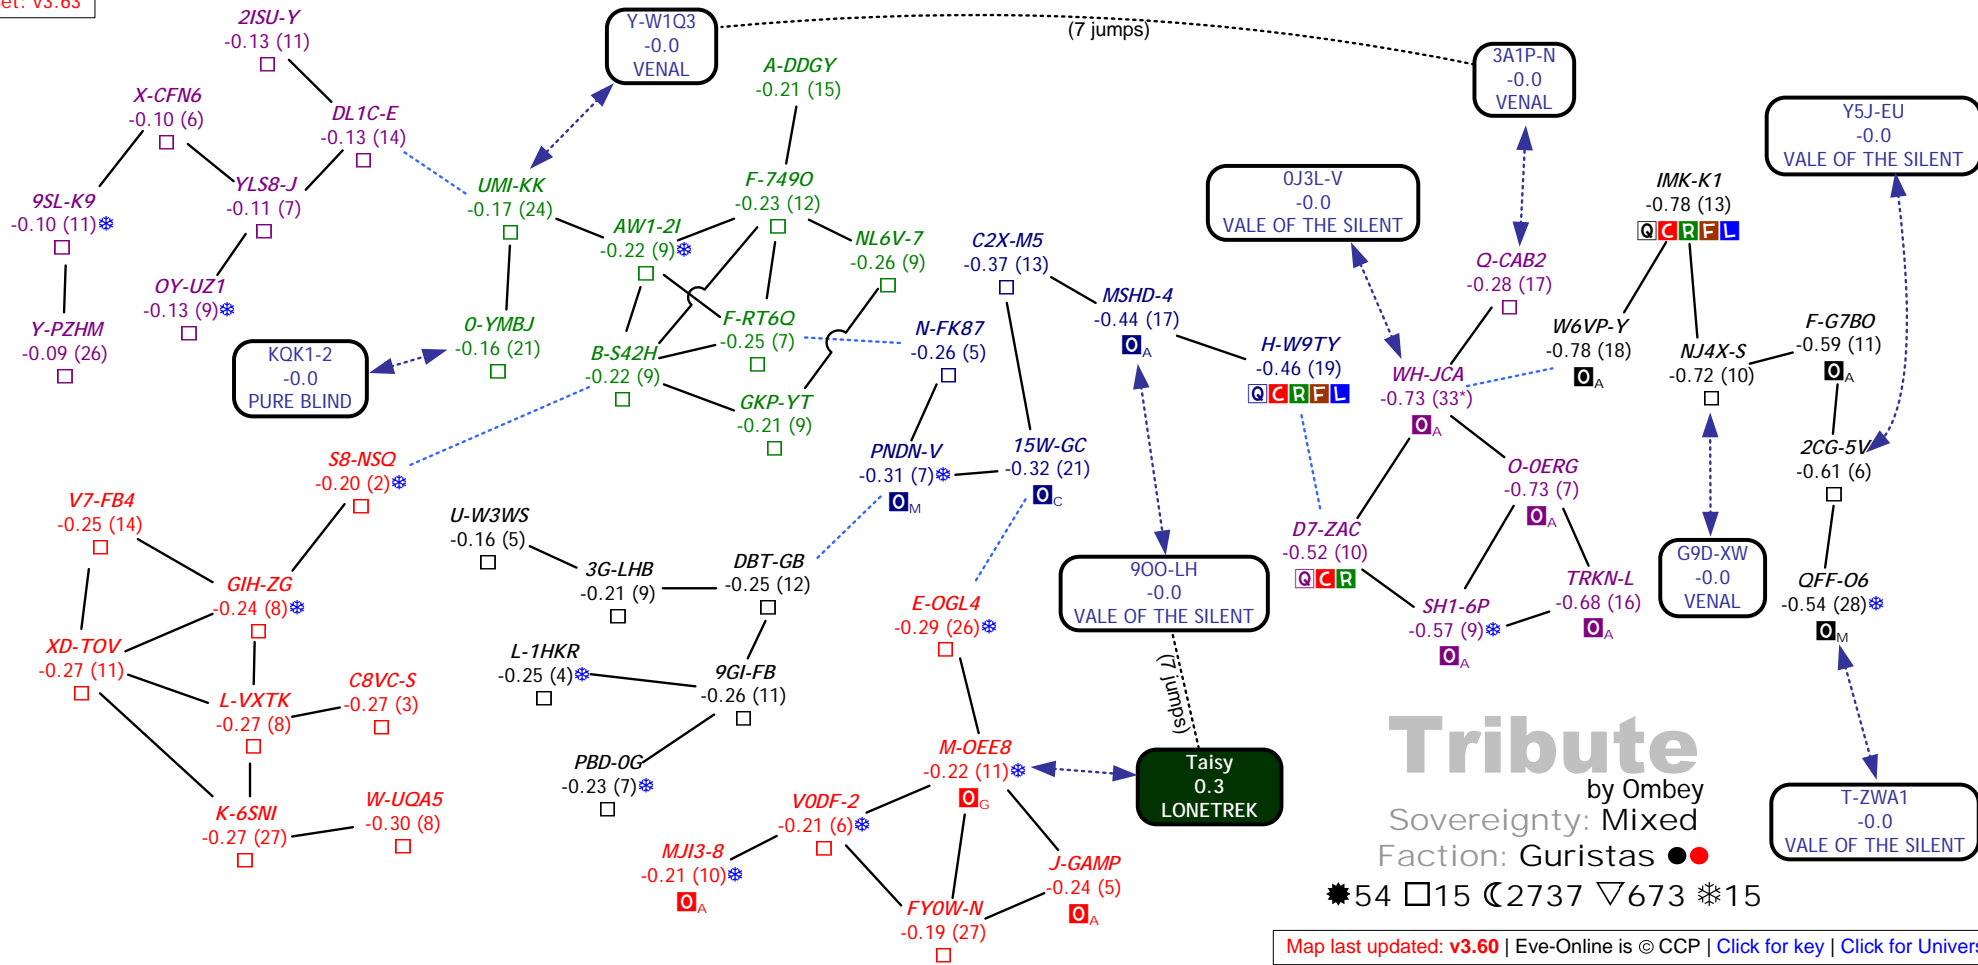 v3.63
2ISU-Y
-0.13 (11)
Y-W1Q3
-0.0
VENAL
(7 jumps)
3A1P-N
-0.0
VENAL
A-DDGY
-0.21 (15)
X-CFN6
-0.10 (6)
DL1C-E
-0.13 (14)
Y5J-EU
-0.0
VALE OF THE SILENT
9SL-K9
-0.10 (11)
YLS8-J
-0.11 (7)
UMI-KK
-0.17 (24)
F-749O
-0.23 (12)
0J3L-V
-0.0
VALE OF THE SILENT
IMK-K1
-0.78 (13)
Q C R F L
AW1-2I
-0.22 (9)
NL6V-7
-0.26 (9)
C2X-M5
-0.37 (13)
Q-CAB2
-0.28 (17)
OY-UZ1
-0.13 (9)
MSHD-4
-0.44 (17)
O A
Y-PZHM
-0.09 (26)
0-YMBJ
-0.16 (21)
F-RT6Q
-0.25 (7)
N-FK87
-0.26 (5)
W6VP-Y
-0.78 (18)
O A
F-G7BO
-0.59 (11)
O A
KQK1-2
-0.0
PURE BLIND
B-S42H
-0.22 (9)
H-W9TY
-0.46 (19)
Q C R F L
NJ4X-S
-0.72 (10)
WH-JCA
-0.73 (33*)
O A
GKP-YT
-0.21 (9)
S8-NSQ
-0.20 (2)
PNDN-V
-0.31 (7)
O M
15W-GC
-0.32 (21)
O C
2CG-5V
-0.61 (6)
O-0ERG
-0.73 (7)
O A
V7-FB4
-0.25 (14)
U-W3WS
-0.16 (5)
D7-ZAC
-0.52 (10)
Q C R
3G-LHB
-0.21 (9)
DBT-GB
-0.25 (12)
9OO-LH
-0.0
VALE OF THE SILENT
G9D-XW
-0.0
VENAL
GIH-ZG
-0.24 (8)
E-OGL4
-0.29 (26)
TRKN-L
-0.68 (16)
O A
QFF-O6
-0.54 (28)
O M
SH1-6P
-0.57 (9)
O A
XD-TOV
-0.27 (11)
L-1HKR
-0.25 (4)
9GI-FB
-0.26 (11)
(7 jumps)
L-VXTK
-0.27 (8)
C8VC-S
-0.27 (3)
M-OEE8
-0.22 (11)
O G
Taisy
0.3
LONETREK
PBD-0G
-0.23 (7)
K-6SNI
-0.27 (27)
W-UQA5
-0.30 (8)
V0DF-2
-0.21 (6)
T-ZWA1
-0.0
VALE OF THE SILENT
MJI3-8
-0.21 (10)
O A
J-GAMP
-0.24 (5)
O A
FY0W-N
-0.19 (27)
Tribute
by Ombey
Sovereignty: Mixed
Faction: Guristas
54 15 2737 673 15
Map last updated: v3.60 | Eve-Online is © CCP | Click for key | Click for